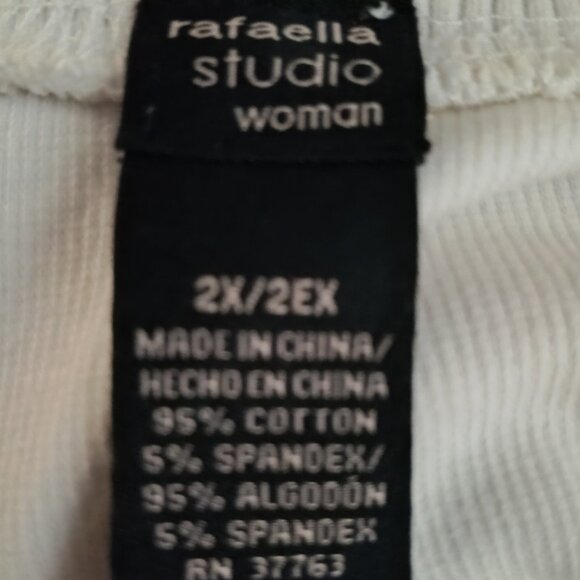 rafaella
studio
woman
2X/2EX
MADE IN CHINA/
HECHO EN CHINA
95% COTTON
5% SPANDEX/
95% ALGODÓN
5% SPANDEX
RN 37763